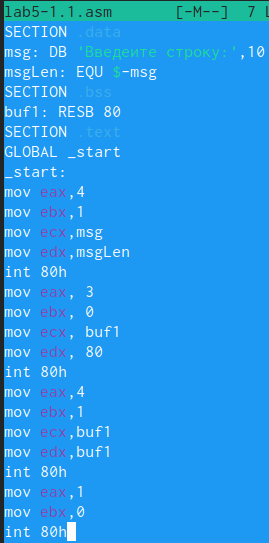 lab5-1.1.asm [-M--] 7 L
SECTION .data
msg: DB 'Введите строку:',10
msgLen: EQU $-msg
SECTION .bss
buf1: RESB 80
SECTION .text
GLOBAL _start
_start:
mov eax,4
mov ebx,1
mov ecx,msg
mov edx,msgLen
int 80h
mov eax, 3
mov ebx, 0
mov ecx, buf1
mov edx, 80
int 80h
mov eax,4
mov ebx,1
mov ecx,buf1
mov edx,buf1
int 80h
mov eax,1
mov ebx,0
int 80h